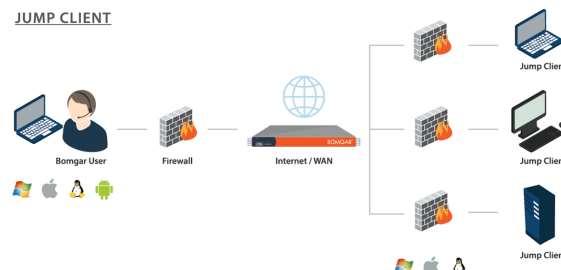 JUMP CLIENT
Jump Clien
BOMGAR
Bomgar User
Firewall
Internet / WAN
Jump Clien
Jump Clien